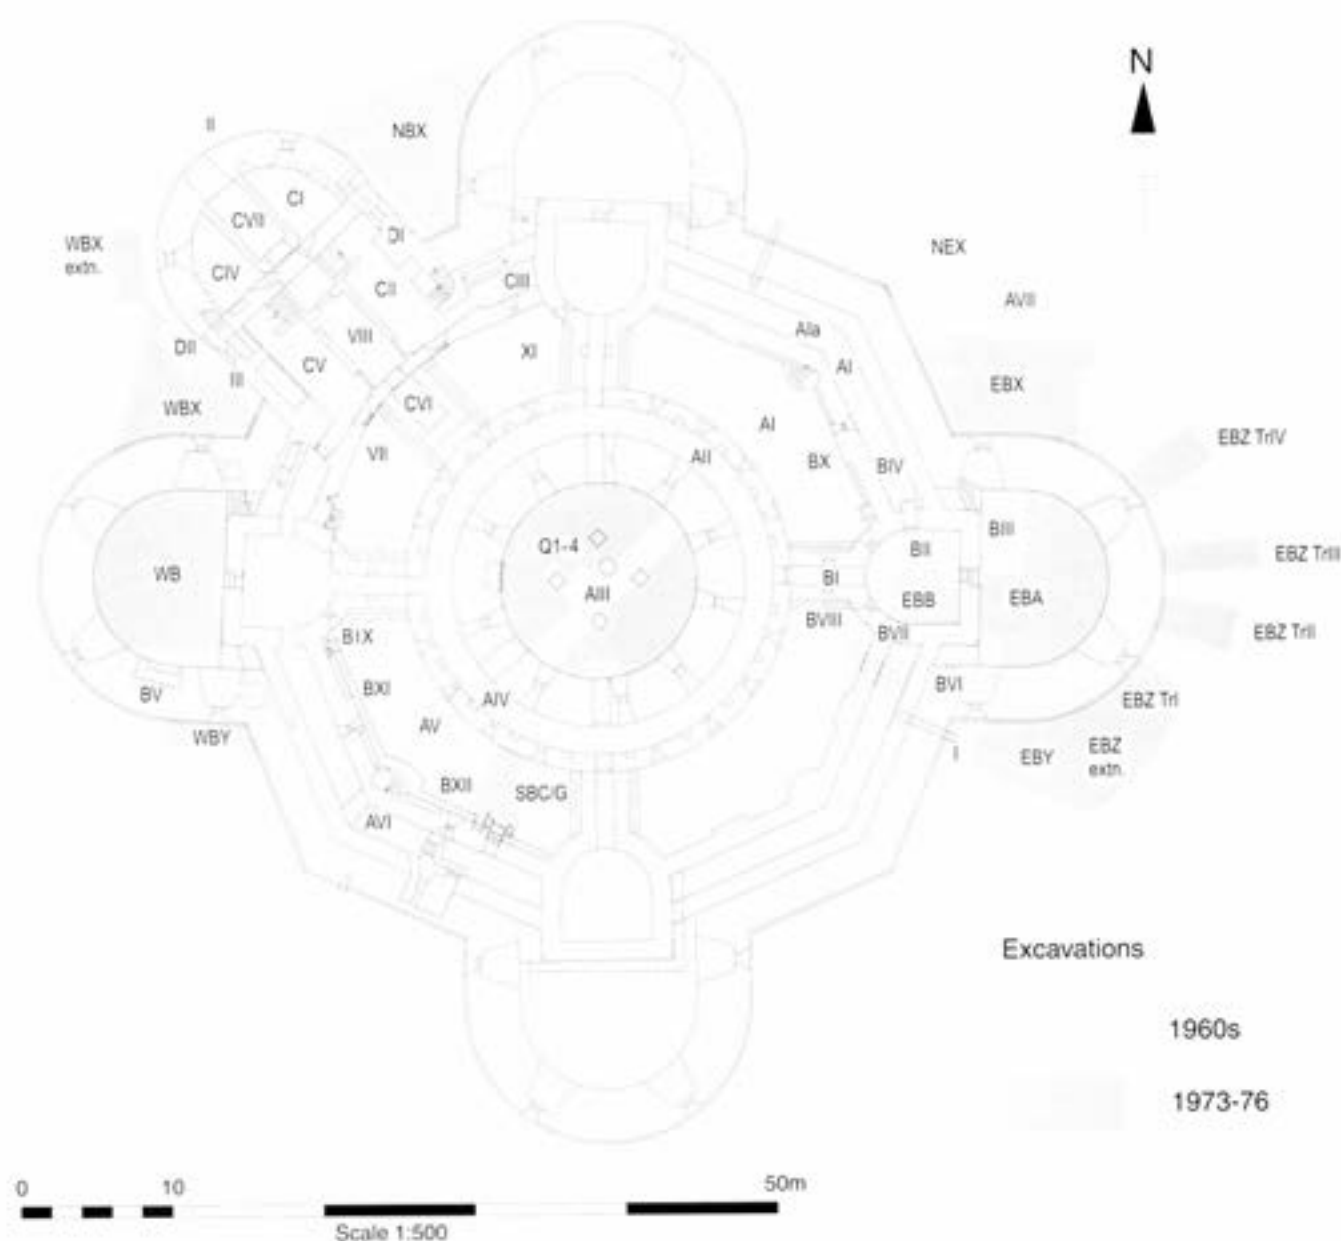 N
II
NBX
CI
CVII
DI
WBX
extn.
NEX
CIV
CII
CIII
AVII
AIa
VIII
DII
XI
CV
AI
III
EBX
CVI
WBX
AI
EBZ TrIV
VII
AII
BX
BIV
BIII
Q1-4
BII
EBZ TrIII
WB
BI
AIII
EBB
EBA
BVIII
BVII
EBZ TrII
BIX
BXI
BVI
BV
AIV
EBZ TrI
AV
WBY
I
EBY
EBZ
extn.
BXII
SBC/G
AVI
Excavations
1960s
1973-76
0 10 50m
Scale 1:500